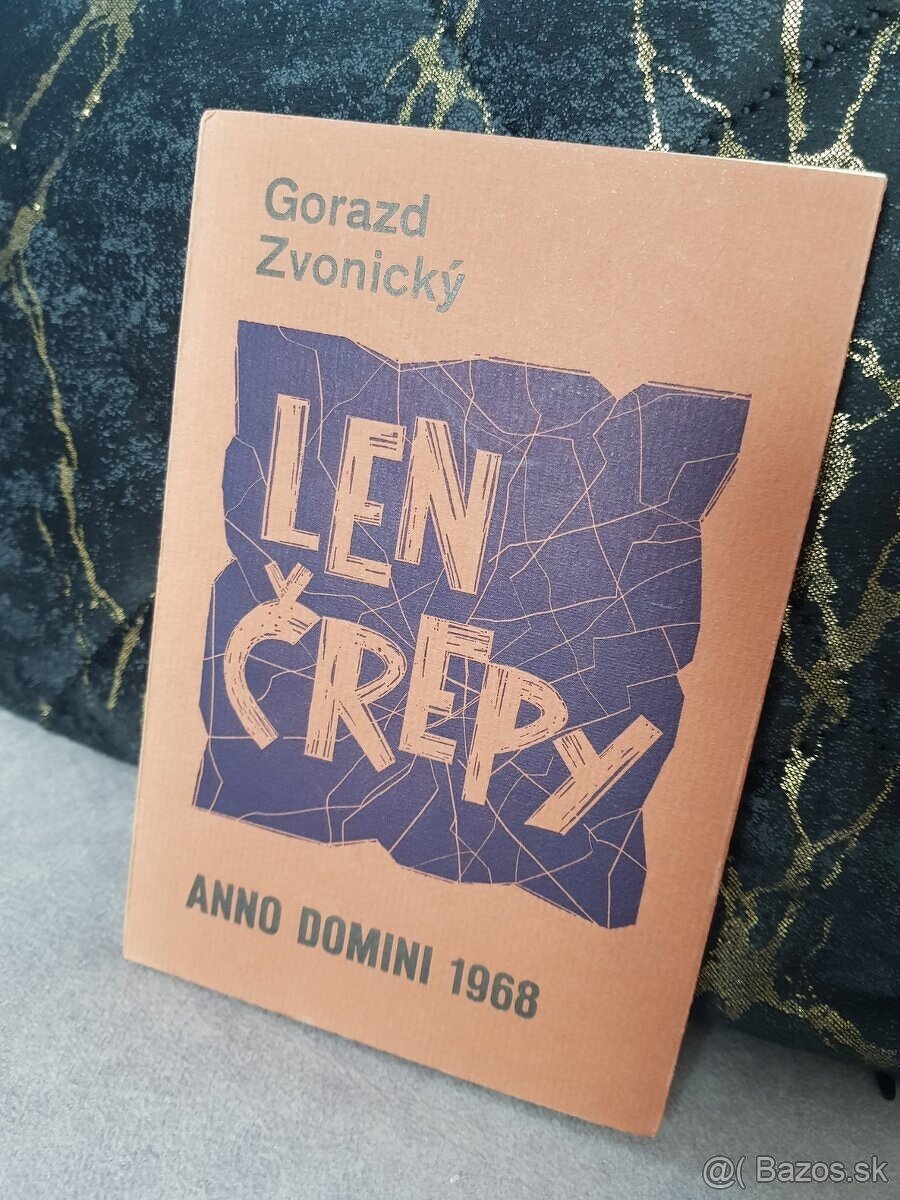 Gorazd
Zvonický
LEN
ČREPY
ANNO DOMINI 1968
@( Bazos.sk